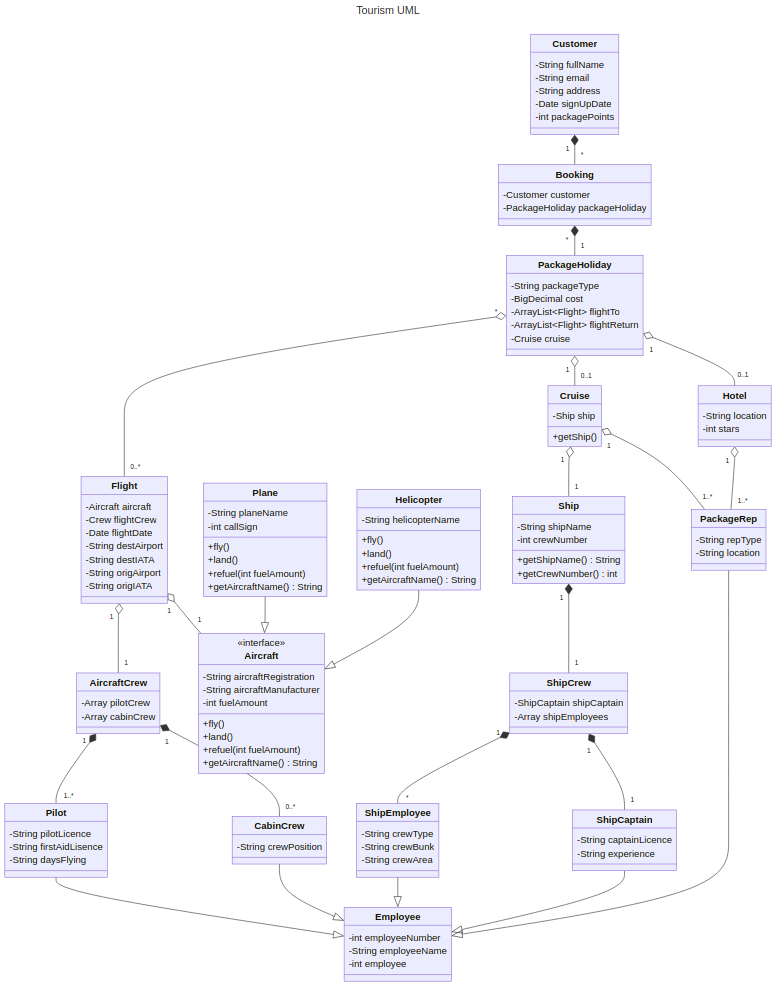 Tourism UML
Customer
-String fullName
-String email
-String address
-Date signUpDate
-int packagePoints
1
*
Booking
-Customer customer
-PackageHoliday packageHoliday
*
1
PackageHoliday
-String packageType
-BigDecimal cost
-ArrayList<Flight> flightTo
-ArrayList<Flight> flightReturn
-Cruise cruise
*
1
1
0..1
0..1
Cruise
-Ship ship
+getShip()
Hotel
-String location
-int stars
1
1
1
0..*
1
1..*
1..*
Flight
-Aircraft aircraft
-Crew flightCrew
-Date flightDate
-String destAirport
-String destIATA
-String origAirport
-String origIATA
Plane
-String planeName
-int callSign
+fly()
+land()
+refuel(int fuelAmount)
+getAircraftName() : String
Helicopter
-String helicopterName
+fly()
+land()
+refuel(int fuelAmount)
+getAircraftName() : String
Ship
-String shipName
-int crewNumber
+getShipName() : String
+getCrewNumber() : int
PackageRep
-String repType
-String location
1
1
1
1
1
1
«interface»
Aircraft
-String aircraftRegistration
-String aircraftManufacturer
-int fuelAmount
+fly()
+land()
+refuel(int fuelAmount)
+getAircraftName() : String
AircraftCrew
-Array pilotCrew
-Array cabinCrew
ShipCrew
-ShipCaptain shipCaptain
-Array shipEmployees
1
1
1
1
1..*
0..*
*
1
Pilot
-String pilotLicence
-String firstAidLisence
-String daysFlying
CabinCrew
-String crewPosition
ShipEmployee
-String crewType
-String crewBunk
-String crewArea
ShipCaptain
-String captainLicence
-String experience
Employee
-int employeeNumber
-String employeeName
-int employee